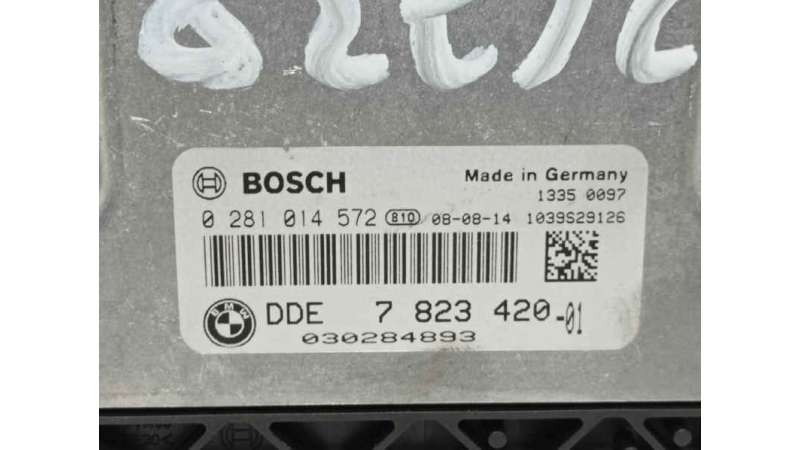 BOSCH
Made in Germany
1335 0097
0 281 014 572 810 08-08-14 1039S29126
BMW
DDE 7 823 420-01
030284893